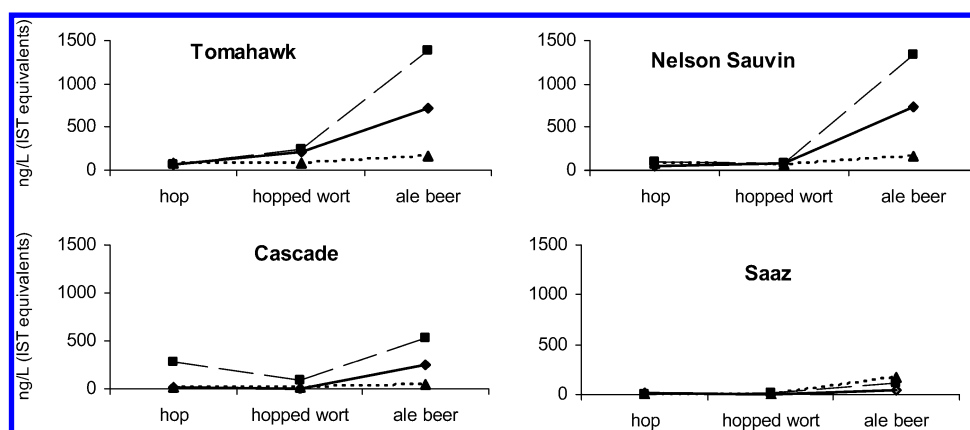 ng/L (IST equivalents)
Tomahawk
1500
1000
500
0
hop hopped wort ale beer
Nelson Sauvin
1500
1000
500
0
hop hopped wort ale beer
ng/L (IST equivalents)
Cascade
1500
1000
500
0
hop hopped wort ale beer
Saaz
1500
1000
500
0
hop hopped wort ale beer